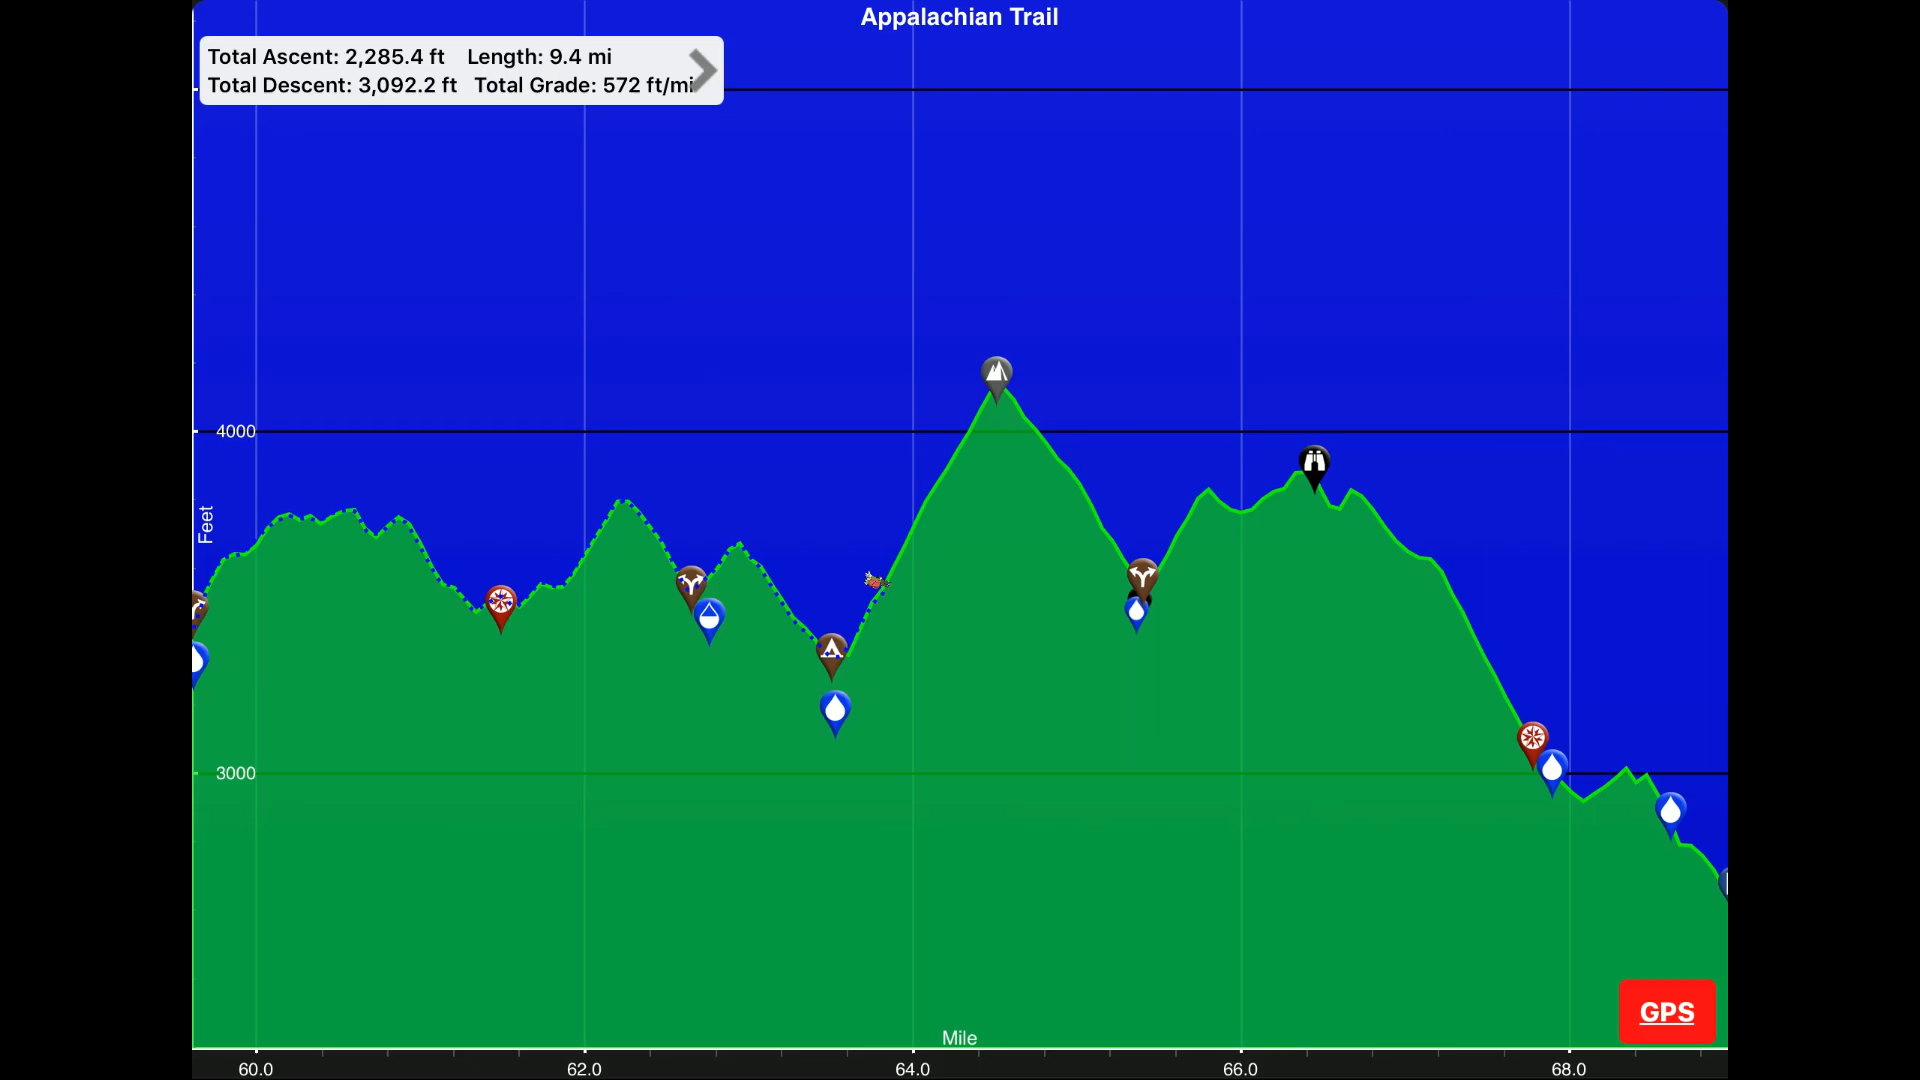 Appalachian Trail
Total Ascent: 2,285.4 ft Length: 9.4 mi
Total Descent: 3,092.2 ft Total Grade: 572 ft/mi
4000
Feet
3000
GPS
Mile
60.0 62.0 64.0 66.0 68.0